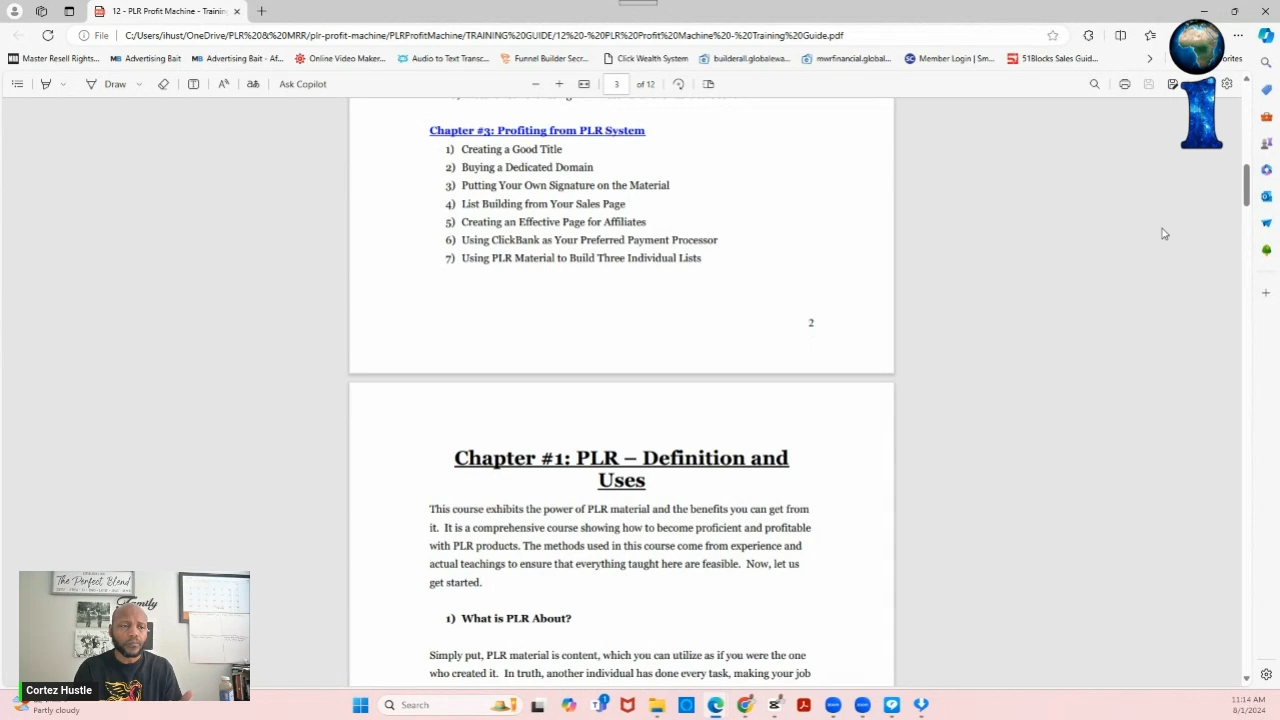 12 - PLR Profit Machine - Training
File
C:/Users/ihust/OneDrive/PLR%20&%20MRR/plr-profit-machine/PLRProfitMachine/TRAINING%20GUIDE/12%20-%20PLR%20Profit%20Machine%20-%20Training%20Guide.pdf
Master Resell Rights...
MB Advertising Bait
MB Advertising Bait - Af...
Online Video Maker...
Audio to Text Transc...
Funnel Builder Secr...
Click Wealth System
builderall.globalewa...
mwrfinancial.global...
SC Member Login | Sm...
51Blocks Sales Guid...
Draw
Ask Copilot
3 of 12
Chapter #3: Profiting from PLR System
1) Creating a Good Title
2) Buying a Dedicated Domain
3) Putting Your Own Signature on the Material
4) List Building from Your Sales Page
5) Creating an Effective Page for Affiliates
6) Using ClickBank as Your Preferred Payment Processor
7) Using PLR Material to Build Three Individual Lists
2
Chapter #1: PLR – Definition and
Uses
This course exhibits the power of PLR material and the benefits you can get from
it. It is a comprehensive course showing how to become proficient and profitable
with PLR products. The methods used in this course come from experience and
actual teachings to ensure that everything taught here are feasible. Now, let us
get started.
1) What is PLR About?
Simply put, PLR material is content, which you can utilize as if you were the one
who created it. In truth, another individual has done every task, making your job
The Perfect Blend
Family
Cortez Hustle
Partly cloudy
Search
11:14 AM
8/1/2024